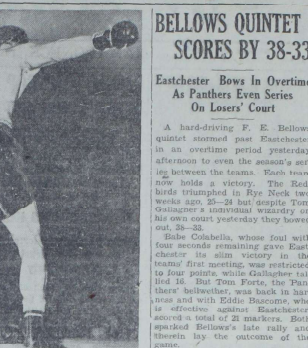 BELLOWS QUINTET
SCORES BY 38-33
Eastchester Bows In Overtime
As Panthers Even Series
On Losers' Court
A hard-driving F. E. Bellows
quintet stormed past Eastchester
in an overtime period yesterday
afternoon to even the season's ser-
ies between the teams. Each team
now holds a victory. The Red
birds triumphed in Rye Neck two
weeks ago, 25—24 but despite Tom
Gallagher's individual wizardry on
his own court yesterday they bowed
out, 38—33.
Babe Colabella, whose foul with
four seconds remaining gave East-
chester its slim victory in the
teams' first meeting, was restricted
to four points, while Gallagher tal-
lied 16. But Tom Forte, the Pan-
thers' bellwether, was back in har-
ness and with Eddie Bascome, who
is effective against Eastchester
scored a total of 21 markers. Both
sparked Bellows's late rally and
therein lay the outcome of the
game.